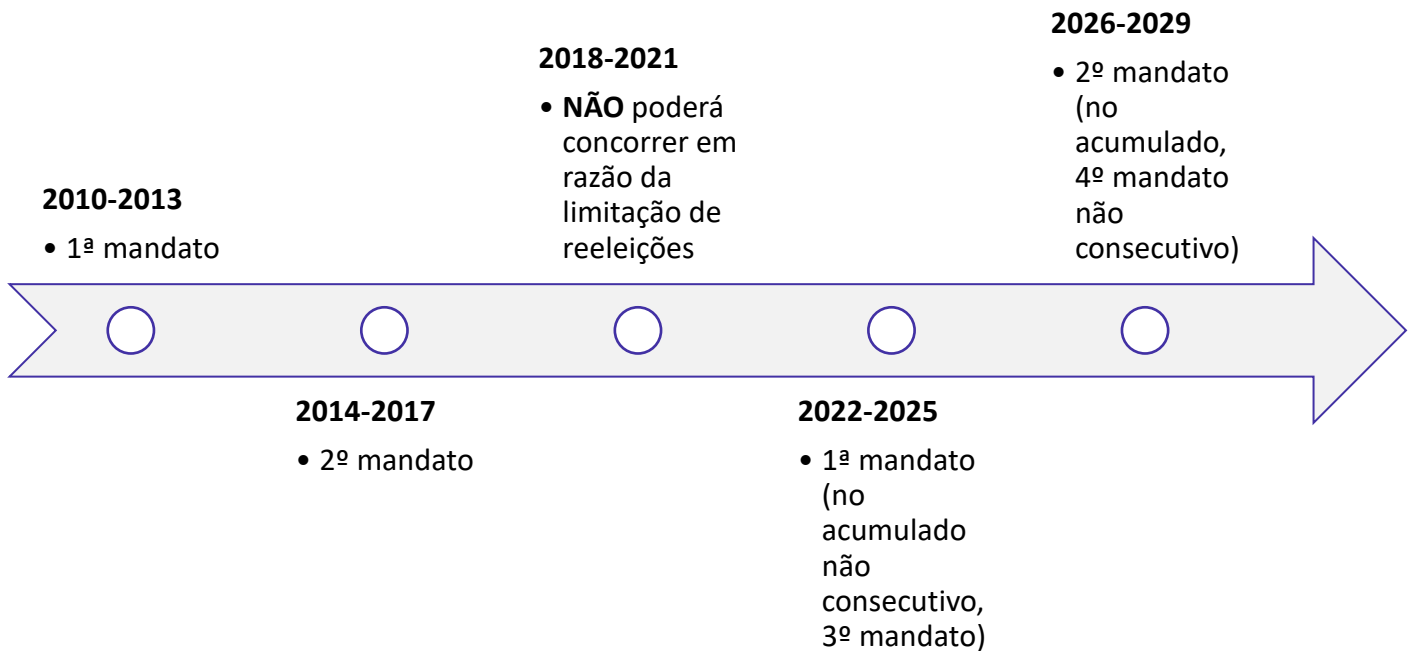 2010-2013
• 1ª mandato
2014-2017
• 2º mandato
2018-2021
• NÃO poderá
concorrer em
razão da
limitação de
reeleições
2022-2025
• 1ª mandato
(no
acumulado
não
consecutivo,
3º mandato)
2026-2029
• 2º mandato
(no
acumulado,
4º mandato
não
consecutivo)